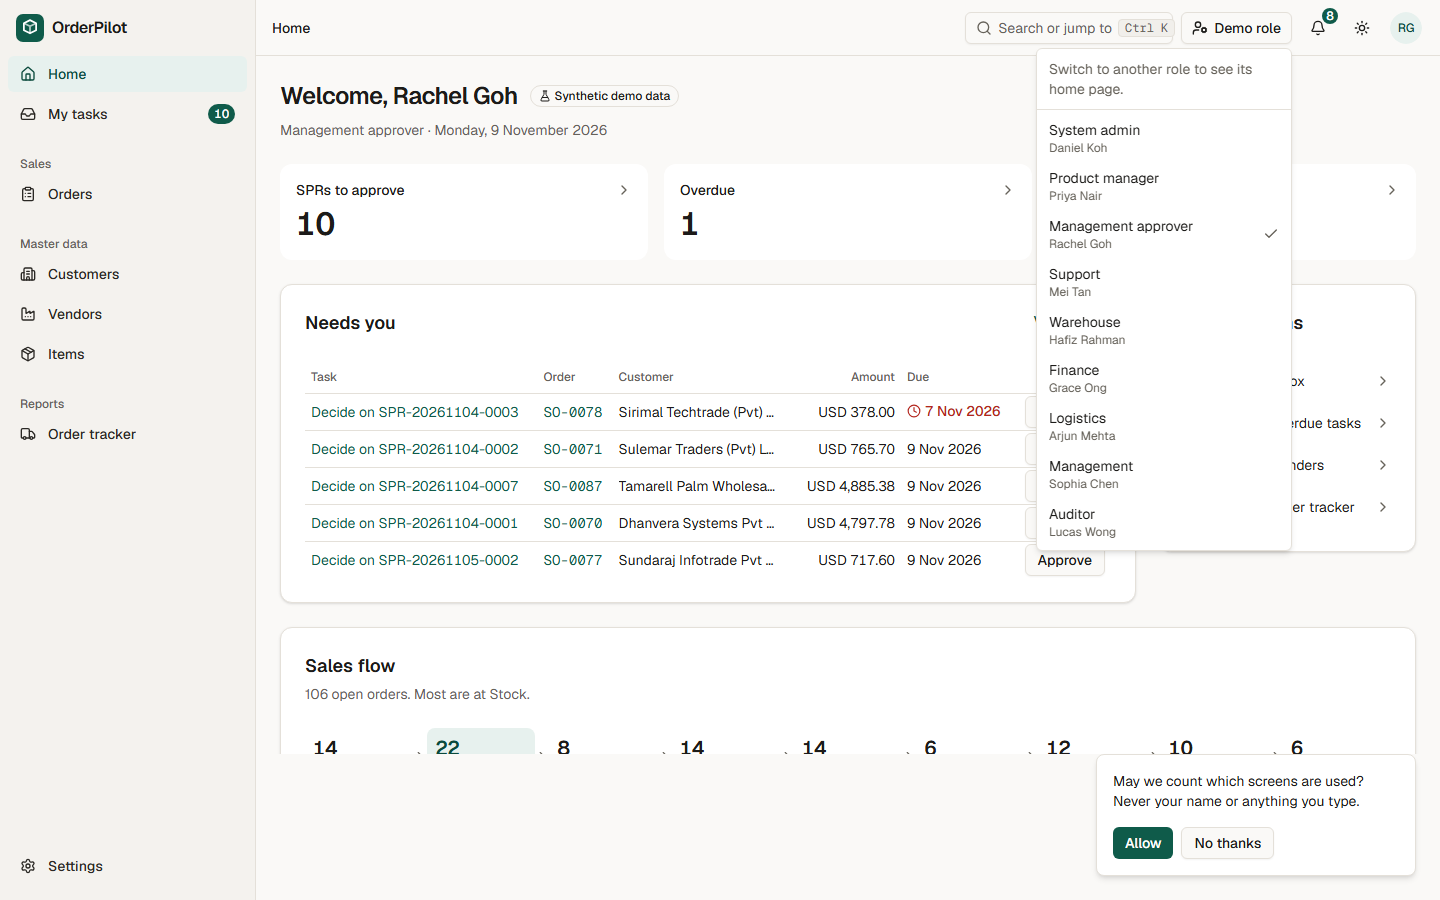 OrderPilot
Home
Search or jump to
Ctrl K
Demo role
8
RG
Home
My tasks
10
Sales
Orders
Master data
Customers
Vendors
Items
Reports
Order tracker
Settings
Welcome, Rachel Goh
Synthetic demo data
Management approver · Monday, 9 November 2026
SPRs to approve
10
Overdue
1
Switch to another role to see its
home page.
System admin
Daniel Koh
Product manager
Priya Nair
Management approver
Rachel Goh
Support
Mei Tan
Warehouse
Hafiz Rahman
Finance
Grace Ong
Logistics
Arjun Mehta
Management
Sophia Chen
Auditor
Lucas Wong
Needs you
Task Order Customer Amount Due
Decide on SPR-20261104-0003 SO-0078 Sirimal Techtrade (Pvt) ... USD 378.00 7 Nov 2026
Decide on SPR-20261104-0002 SO-0071 Sulemar Traders (Pvt) L... USD 765.70 9 Nov 2026
Decide on SPR-20261104-0007 SO-0087 Tamarell Palm Wholesa... USD 4,885.38 9 Nov 2026
Decide on SPR-20261104-0001 SO-0070 Dhanvera Systems Pvt ... USD 4,797.78 9 Nov 2026
Decide on SPR-20261105-0002 SO-0077 Sundaraj Infotrade Pvt ... USD 717.60 9 Nov 2026 Approve
tasks
Sales flow
106 open orders. Most are at Stock.
14 22 8 14 14 6 12 10 6
May we count which screens are used?
Never your name or anything you type.
Allow
No thanks